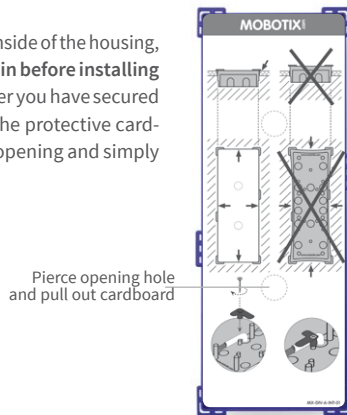 nside of the housing,
in before installing
er you have secured
he protective card-
opening and simply
MOBOTIX
Pierce opening hole
and pull out cardboard